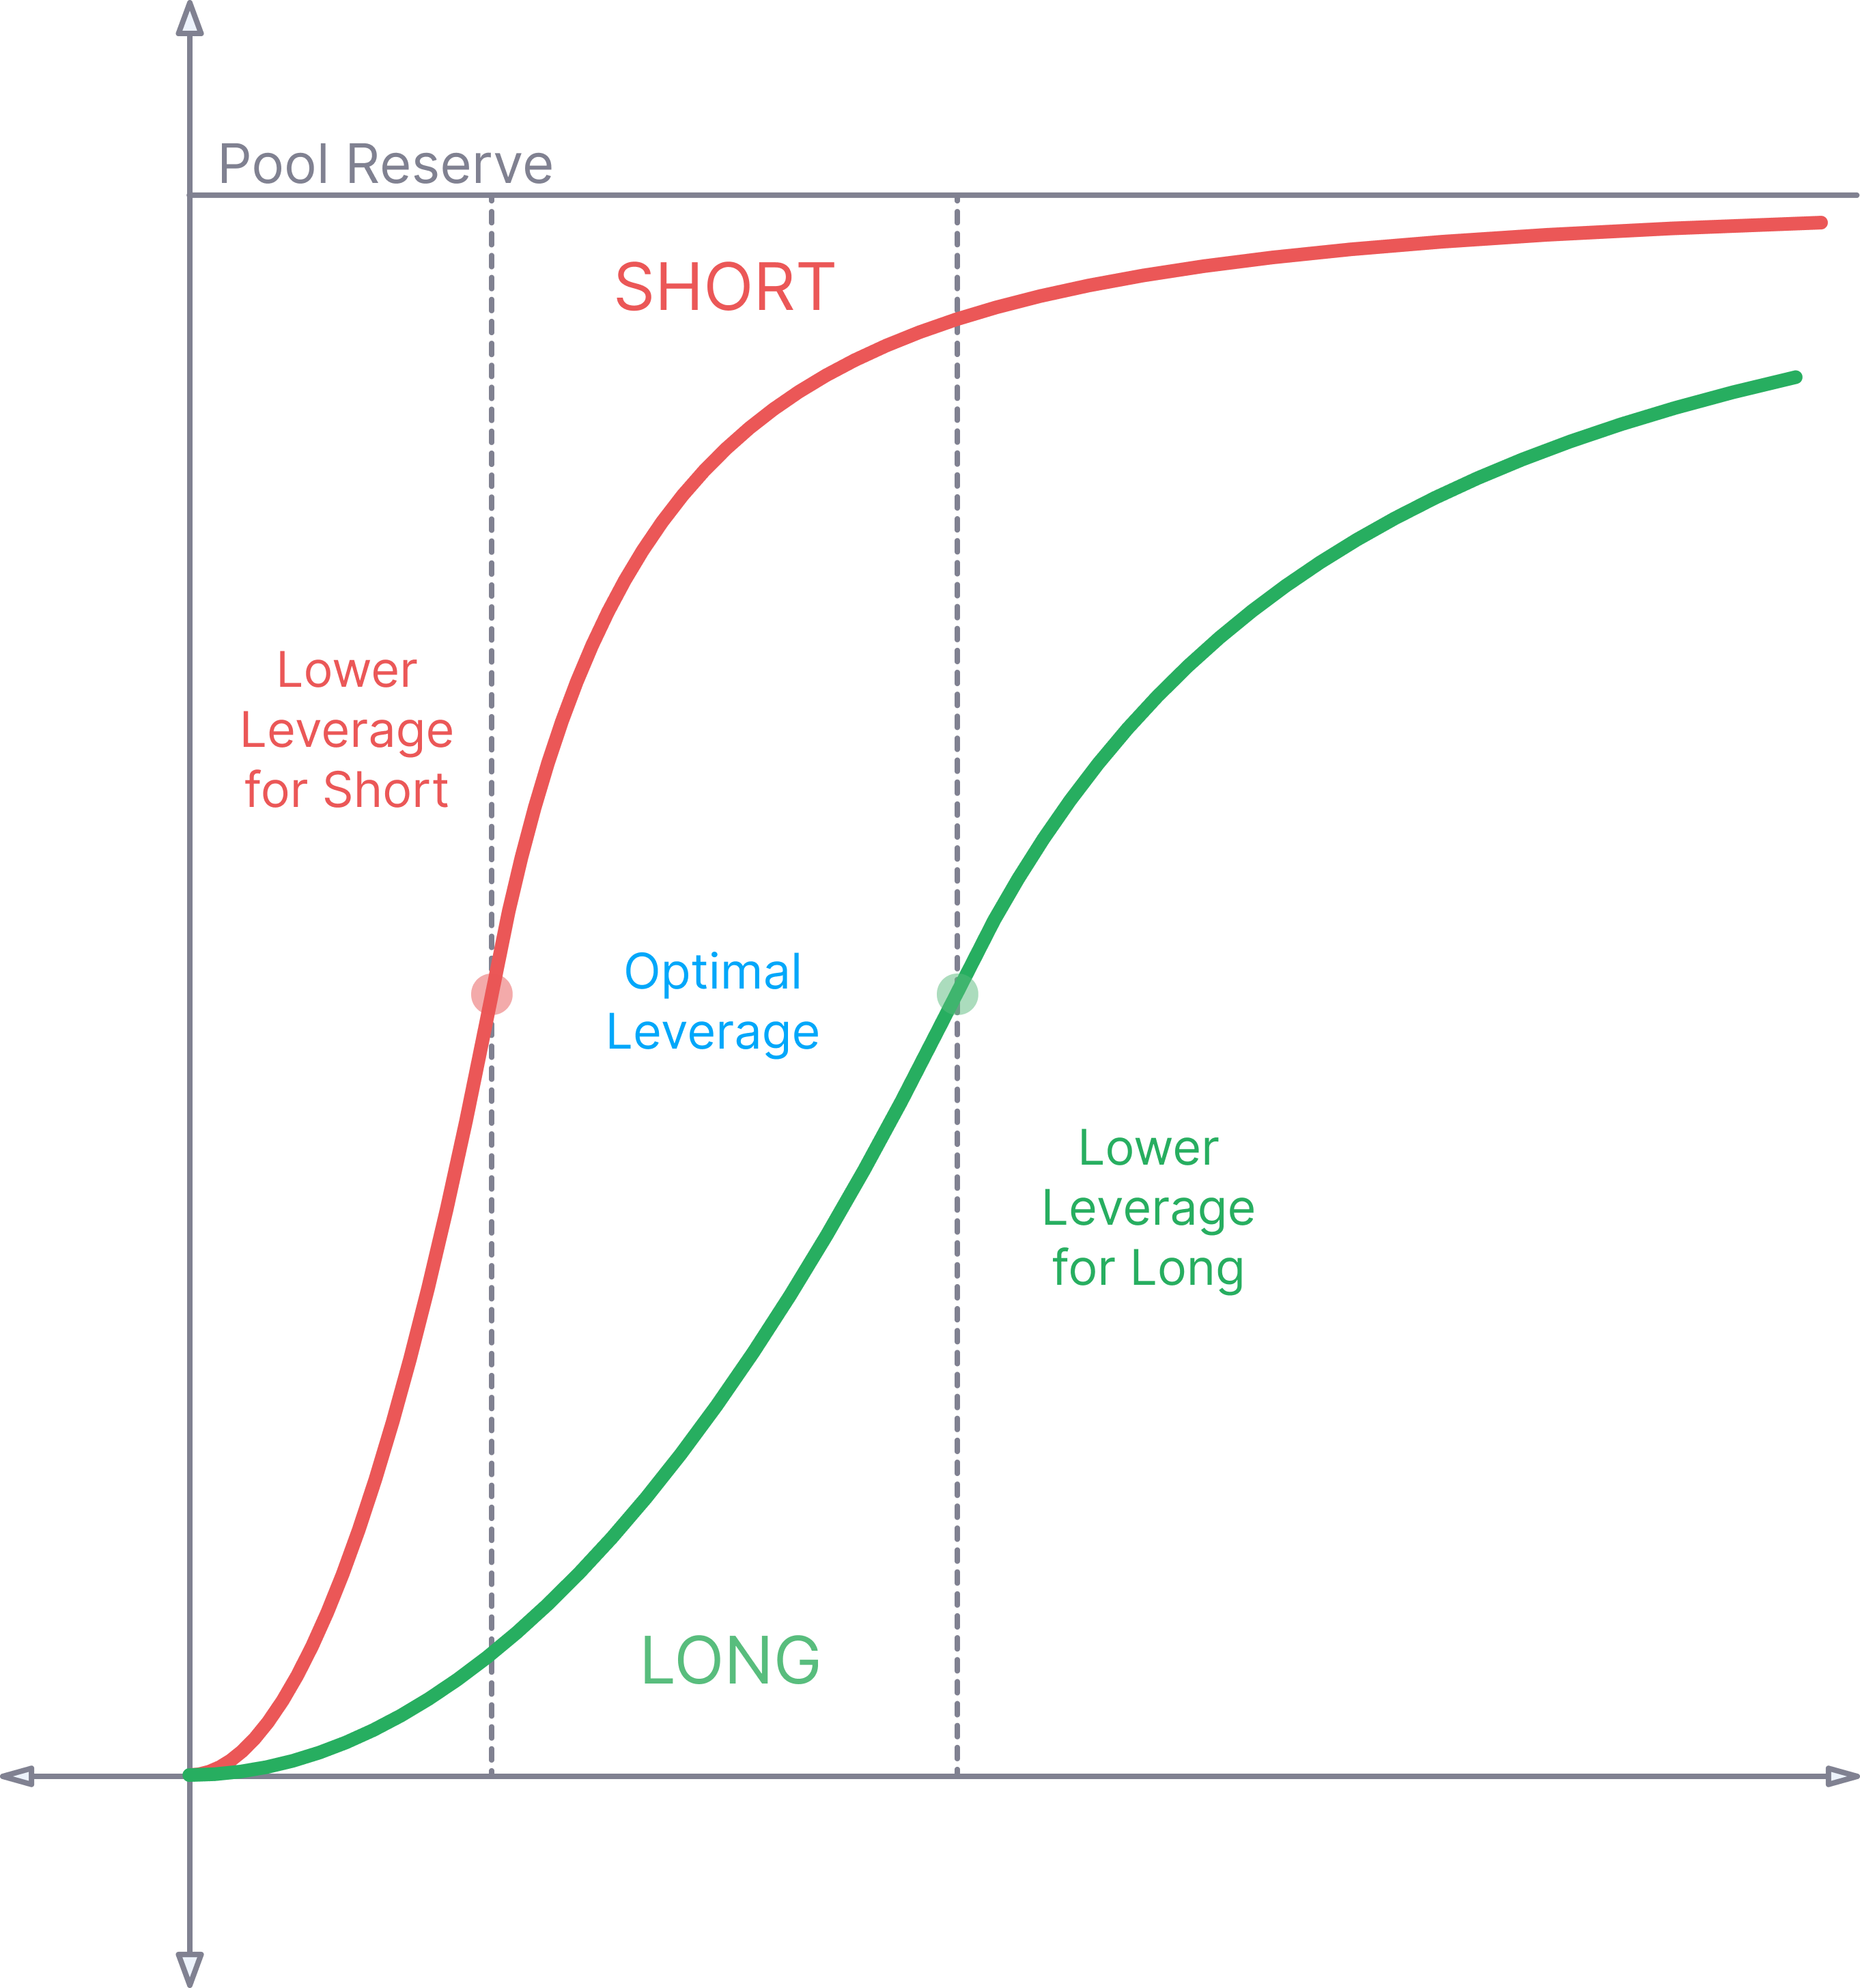 Pool Reserve
SHORT
Lower
Leverage
for Short
Optimal
Leverage
Lower
Leverage
for Long
LONG